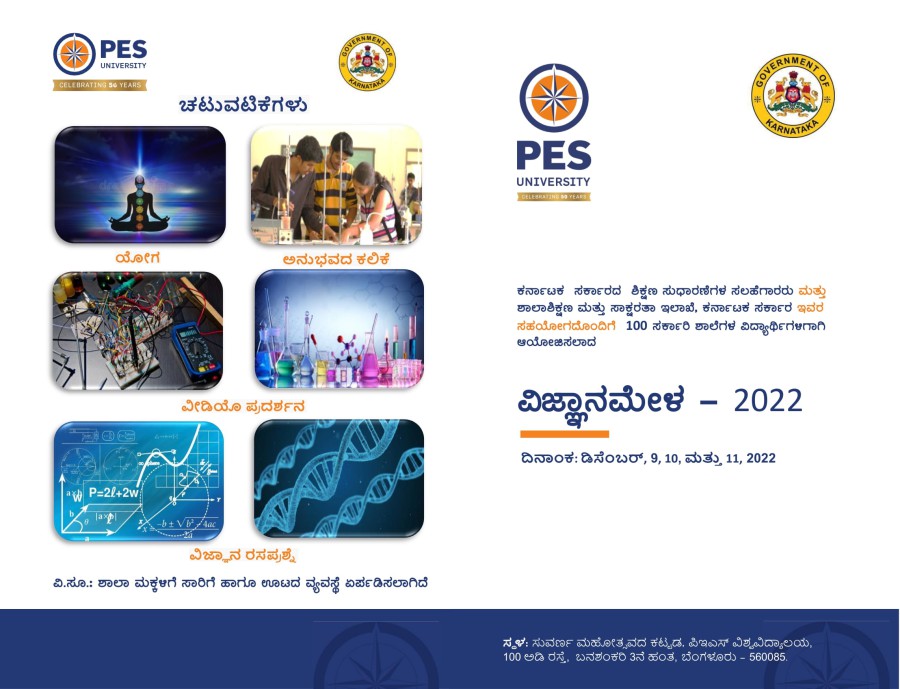 PES
UNIVERSITY
CELEBRATING 50 YEARS
GOVERNMENT OF KARNATAKA
ಚಟುವಟಿಕೆಗಳು
ಯೋಗ
ಅನುಭವದ ಕಲಿಕೆ
ವೀಡಿಯೊ ಪ್ರದರ್ಶನ
P=2ℓ+2w
ವಿಜ್ಞಾನ ರಸಪ್ರಶ್ನೆ
ವಿ.ಸೂ.: ಶಾಲಾ ಮಕ್ಕಳಿಗೆ ಸಾರಿಗೆ ಹಾಗೂ ಊಟದ ವ್ಯವಸ್ಥೆ ಏರ್ಪಡಿಸಲಾಗಿದೆ
PES
UNIVERSITY
CELEBRATING 50 YEARS
GOVERNMENT OF KARNATAKA
ಕರ್ನಾಟಕ ಸರ್ಕಾರದ ಶಿಕ್ಷಣ ಸುಧಾರಣೆಗಳ ಸಲಹೆಗಾರರು ಮತ್ತು
ಶಾಲಾಶಿಕ್ಷಣ ಮತ್ತು ಸಾಕ್ಷರತಾ ಇಲಾಖೆ, ಕರ್ನಾಟಕ ಸರ್ಕಾರ ಇವರ
ಸಹಯೋಗದೊಂದಿಗೆ 100 ಸರ್ಕಾರಿ ಶಾಲೆಗಳ ವಿದ್ಯಾರ್ಥಿಗಳಿಗಾಗಿ
ಆಯೋಜಿಸಲಾದ
ವಿಜ್ಞಾನಮೇಳ – 2022
ದಿನಾಂಕ: ಡಿಸೆಂಬರ್, 9, 10, ಮತ್ತು 11, 2022
ಸ್ಥಳ: ಸುವರ್ಣ ಮಹೋತ್ಸವದ ಕಟ್ಟಡ, ಪಿಇಎಸ್ ವಿಶ್ವವಿದ್ಯಾಲಯ,
100 ಅಡಿ ರಸ್ತೆ, ಬನಶಂಕರಿ 3ನೆ ಹಂತ, ಬೆಂಗಳೂರು – 560085.